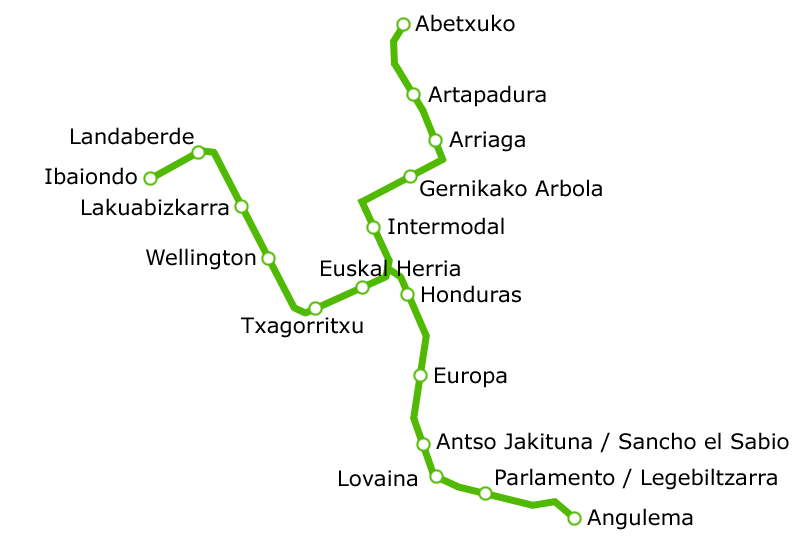 Abetxuko
Artapadura
Landaberde
Arriaga
Ibaiondo
Gernikako Arbola
Lakuabizkarra
Intermodal
Wellington
Euskal Herria
Honduras
Txagorritxu
Europa
Antso Jakituna / Sancho el Sabio
Lovaina
Parlamento / Legebiltzarra
Angulema